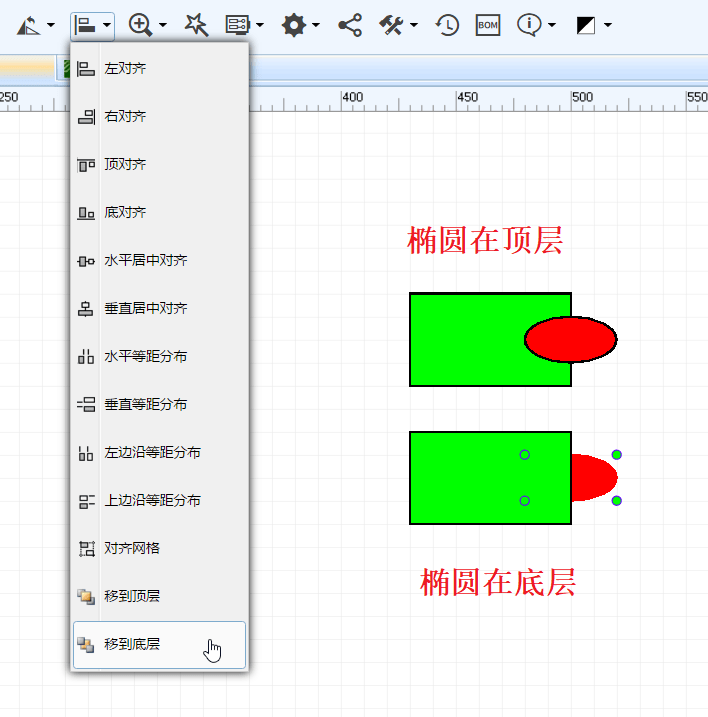 BOM
250
400
450
500
550
左对齐
右对齐
顶对齐
底对齐
水平居中对齐
垂直居中对齐
水平等距分布
垂直等距分布
左边沿等距分布
上边沿等距分布
对齐网格
移到顶层
移到底层
椭圆在顶层
椭圆在底层